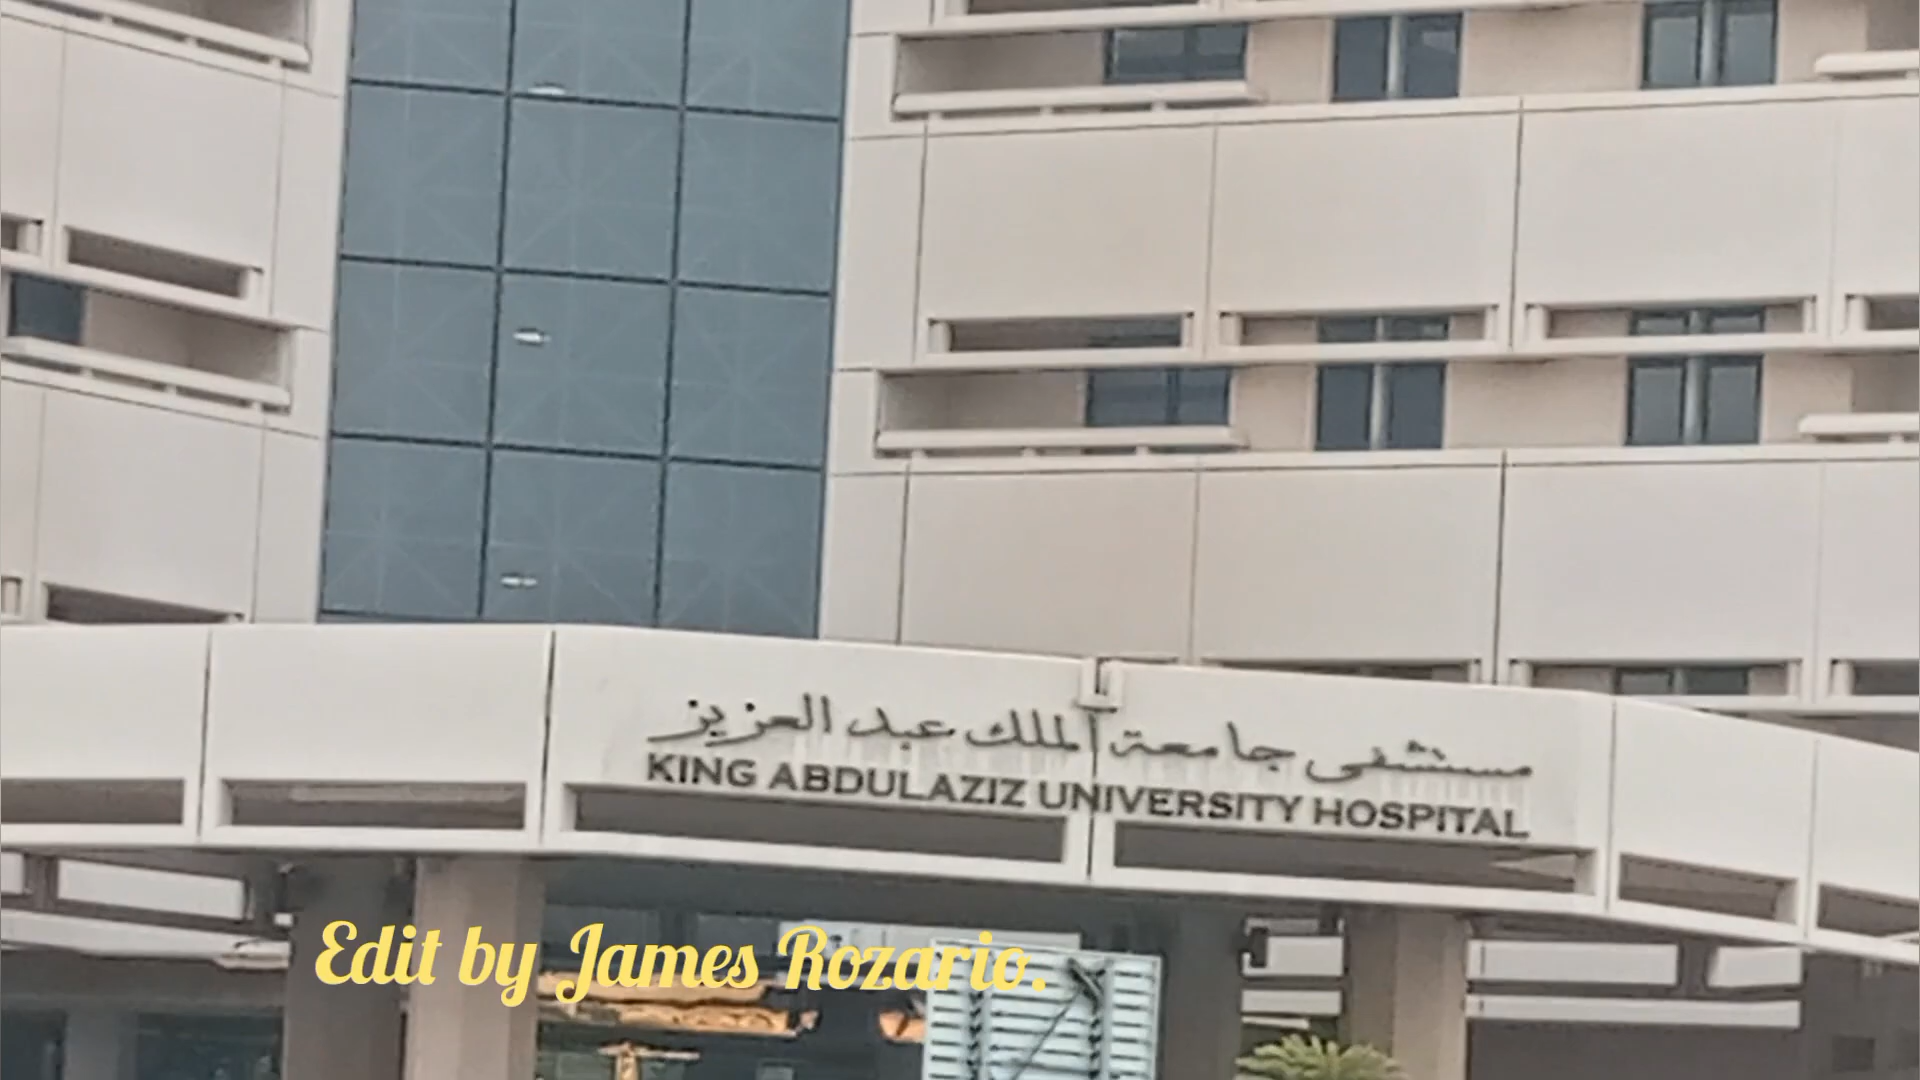 مستشفى جامعة الملك عبد العزيز
KING ABDULAZIZ UNIVERSITY HOSPITAL
Edit by James Rozario.